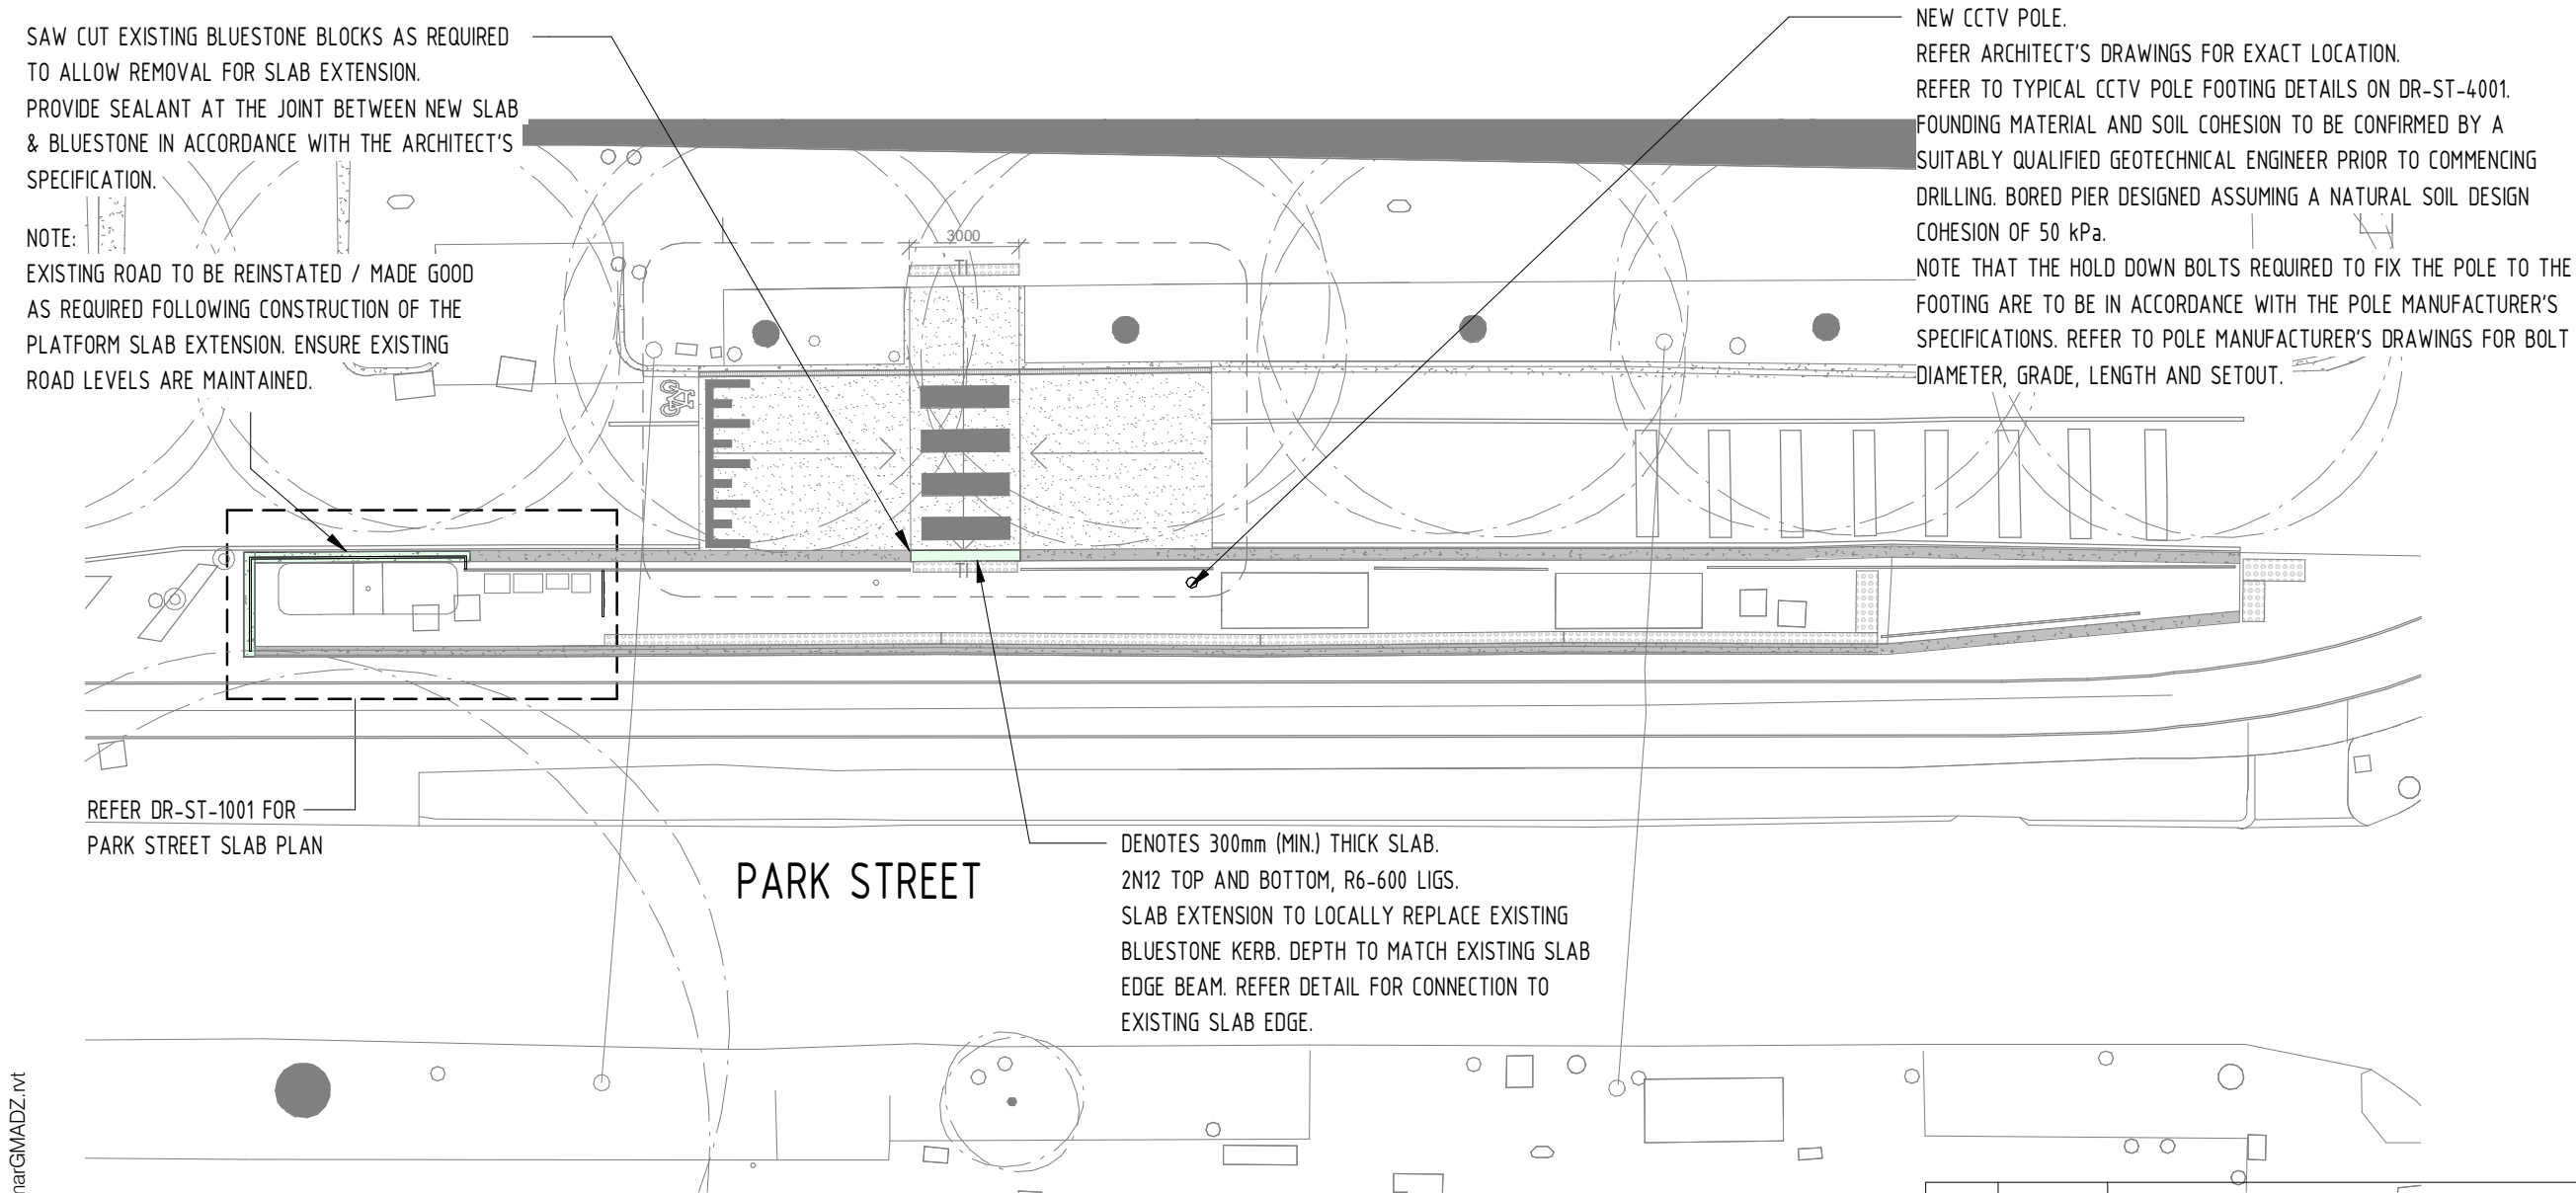 SAW CUT EXISTING BLUESTONE BLOCKS AS REQUIRED
TO ALLOW REMOVAL FOR SLAB EXTENSION.
PROVIDE SEALANT AT THE JOINT BETWEEN NEW SLAB
& BLUESTONE IN ACCORDANCE WITH THE ARCHITECT'S
SPECIFICATION.
NOTE:
EXISTING ROAD TO BE REINSTATED / MADE GOOD
AS REQUIRED FOLLOWING CONSTRUCTION OF THE
PLATFORM SLAB EXTENSION. ENSURE EXISTING
ROAD LEVELS ARE MAINTAINED.
NEW CCTV POLE.
REFER ARCHITECT'S DRAWINGS FOR EXACT LOCATION.
REFER TO TYPICAL CCTV POLE FOOTING DETAILS ON DR-ST-4001.
FOUNDING MATERIAL AND SOIL COHESION TO BE CONFIRMED BY A
SUITABLY QUALIFIED GEOTECHNICAL ENGINEER PRIOR TO COMMENCING
DRILLING. BORED PIER DESIGNED ASSUMING A NATURAL SOIL DESIGN
COHESION OF 50 kPa.
NOTE THAT THE HOLD DOWN BOLTS REQUIRED TO FIX THE POLE TO THE
FOOTING ARE TO BE IN ACCORDANCE WITH THE POLE MANUFACTURER'S
SPECIFICATIONS. REFER TO POLE MANUFACTURER'S DRAWINGS FOR BOLT
DIAMETER, GRADE, LENGTH AND SETOUT.
3000
REFER DR-ST-1001 FOR
PARK STREET SLAB PLAN
PARK STREET
DENOTES 300mm (MIN.) THICK SLAB.
2N12 TOP AND BOTTOM, R6-600 LIGS.
SLAB EXTENSION TO LOCALLY REPLACE EXISTING
BLUESTONE KERB. DEPTH TO MATCH EXISTING SLAB
EDGE BEAM. REFER DETAIL FOR CONNECTION TO
EXISTING SLAB EDGE.
narGMADZ.rvt